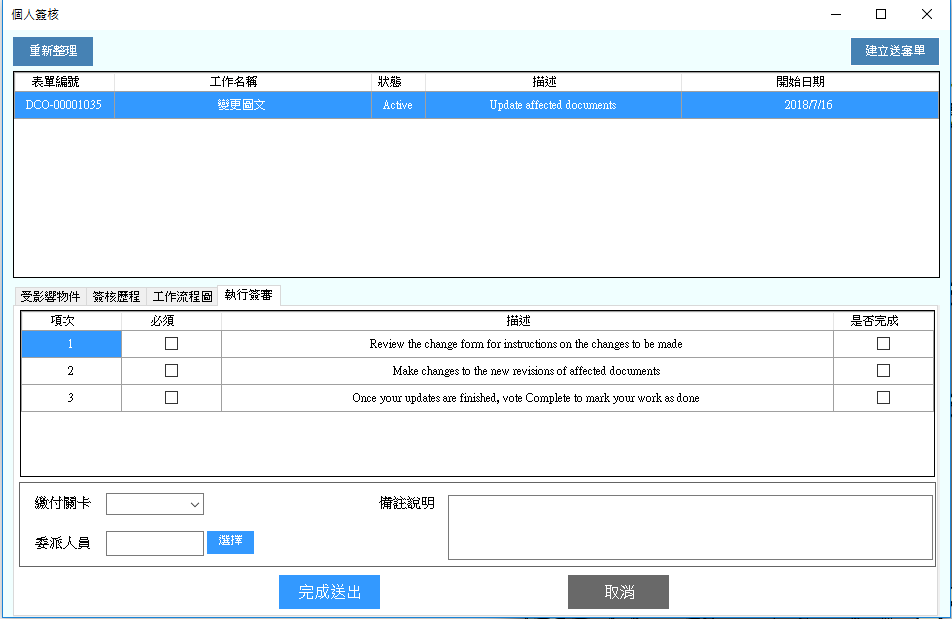 個人簽核
重新整理 建立送審單
表單編號 工作名稱 狀態 描述 開始日期
DCO-00001035 變更圖文 Active Update affected documents 2018/7/16
受影響物件 簽核歷程 工作流程圖 執行簽審
項次 必須 描述 是否完成
1 Review the change form for instructions on the changes to be made
2 Make changes to the new revisions of affected documents
3 Once your updates are finished, vote Complete to mark your work as done
繳付關卡 備註說明
委派人員 選擇
完成送出 取消